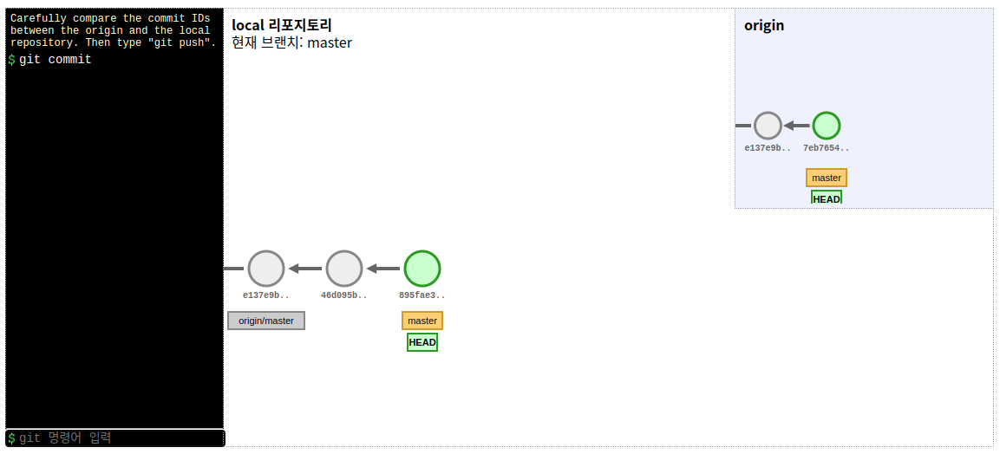 Carefully compare the commit IDs
between the origin and the local
repository. Then type "git push".
$ git commit
$ git 명령어 입력
local 리포지토리
현재 브랜치: master
e137e9b..
46d095b..
895fae3..
origin/master
master
HEAD
origin
e137e9b..
7eb7654..
master
HEAD